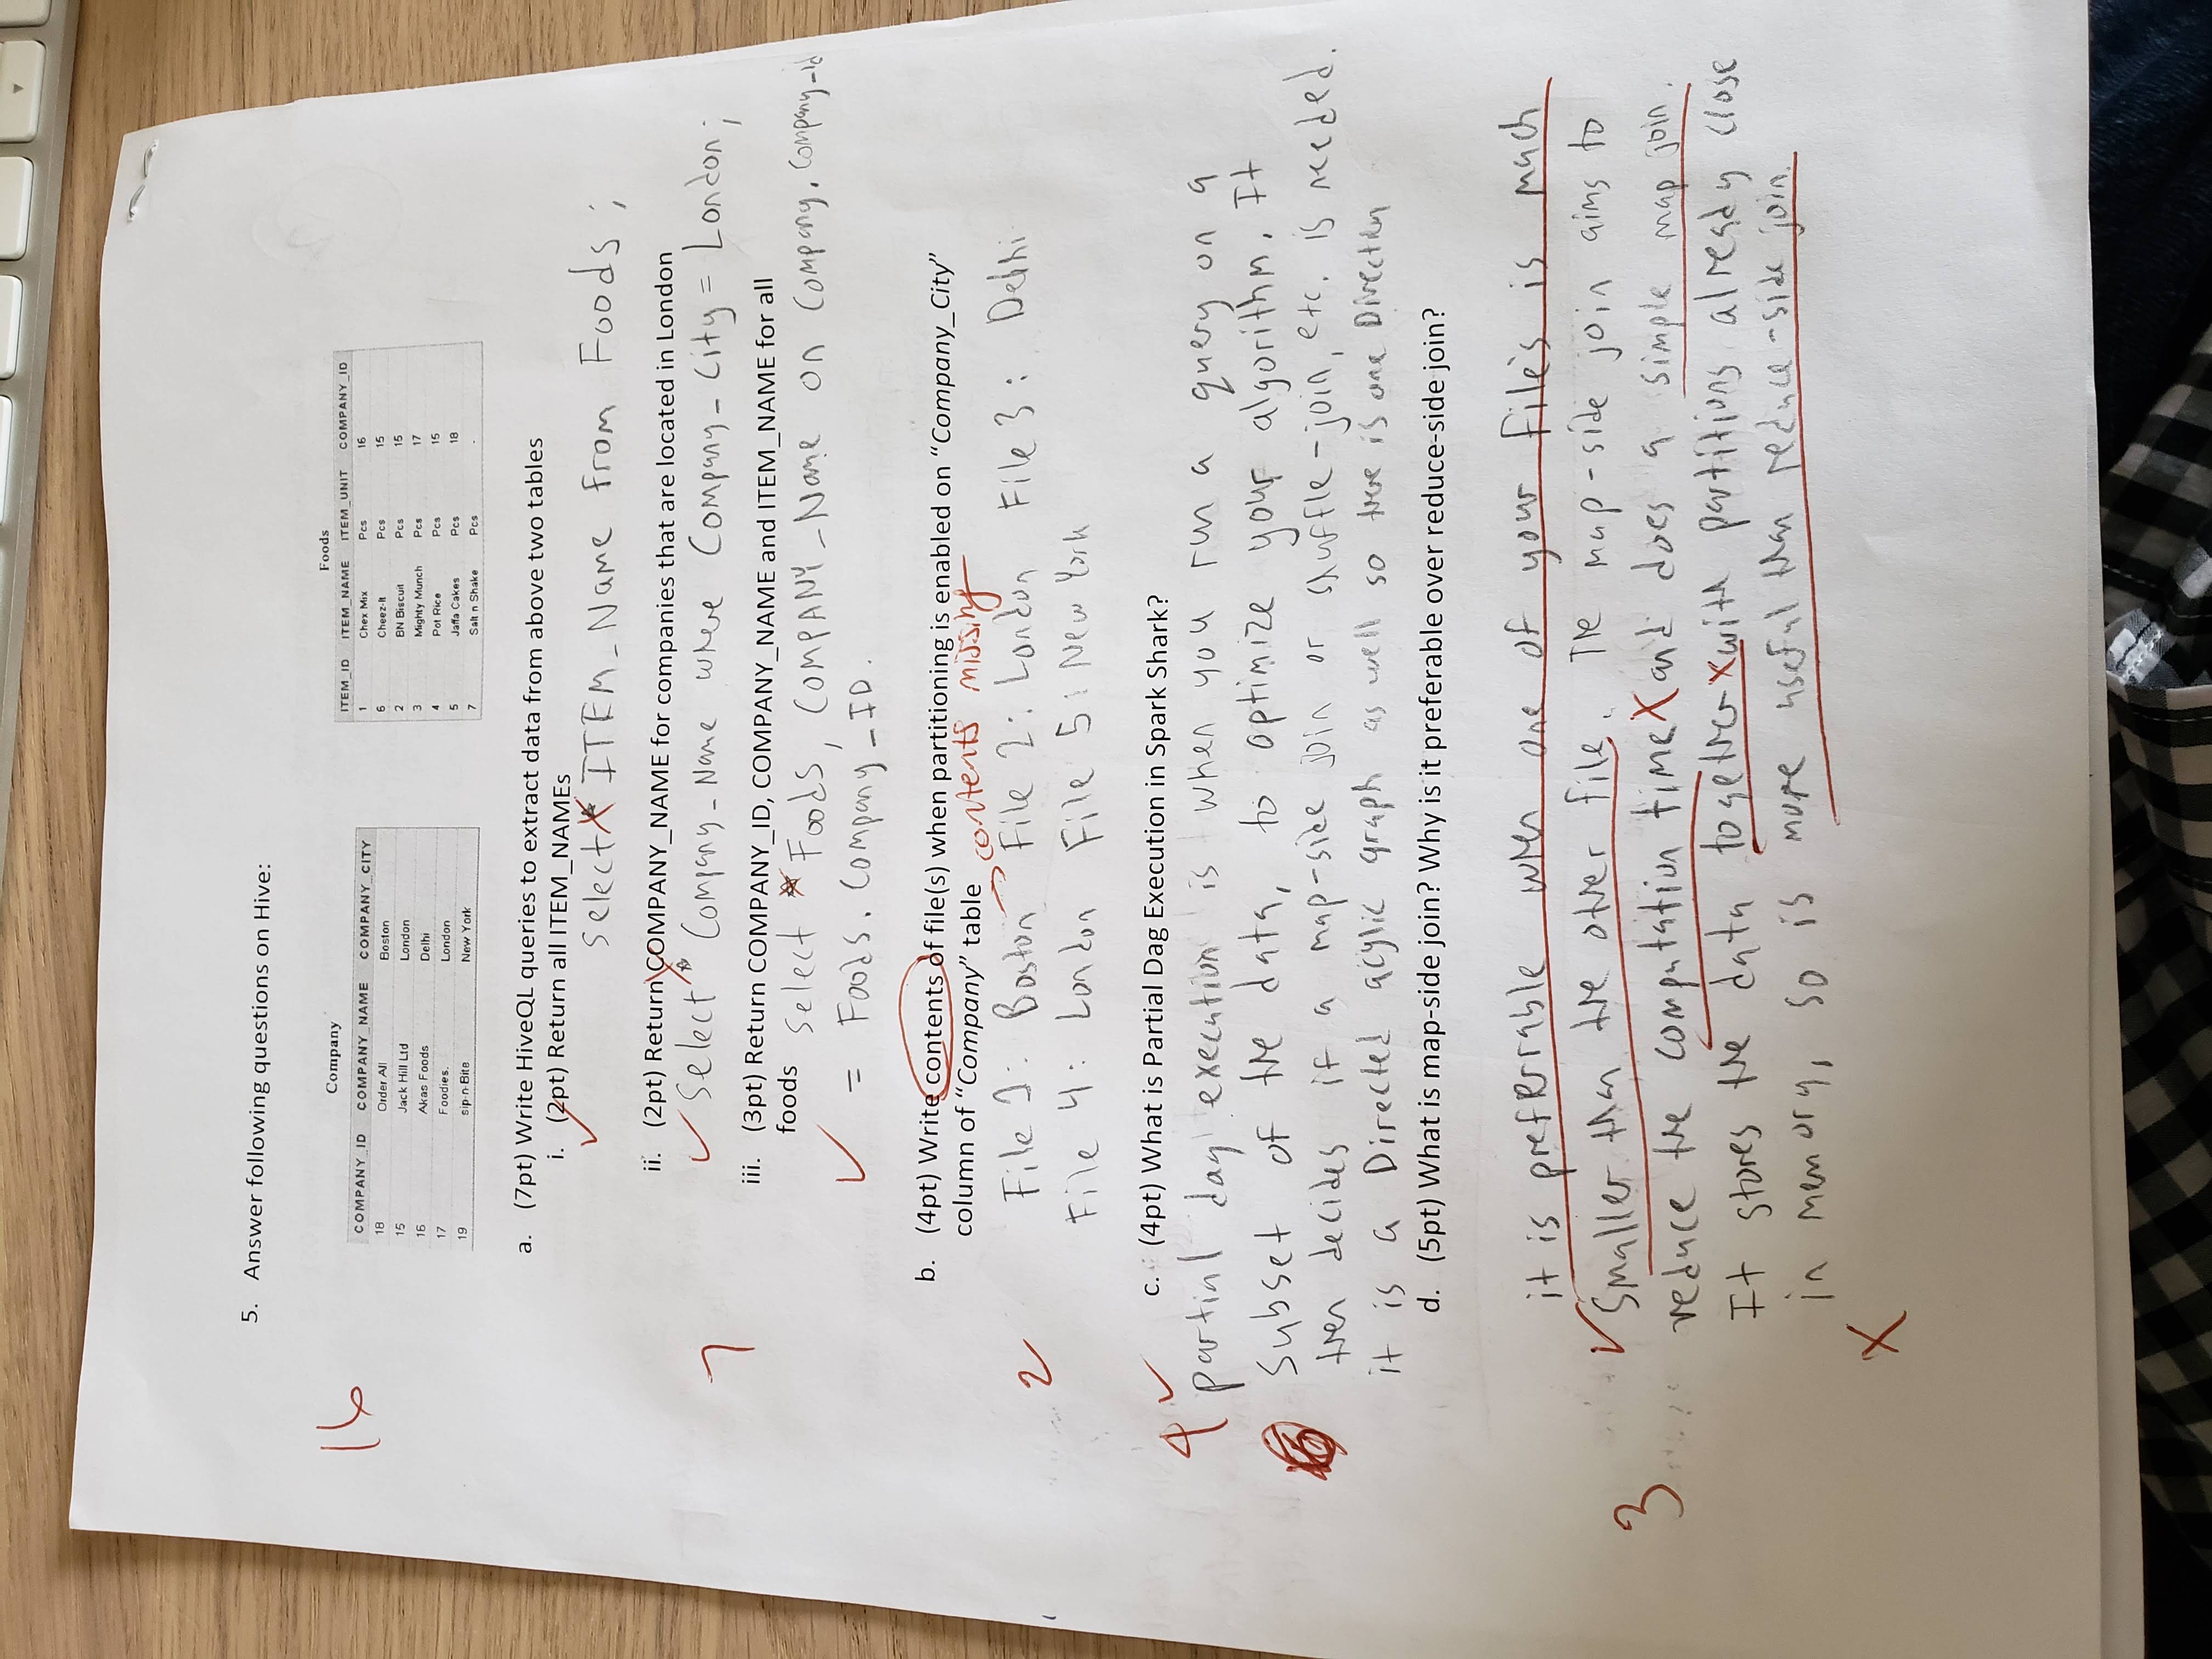 5. Answer following questions on Hive:
16
Company
COMPANY_ID COMPANY_NAME COMPANY_CITY
18 Order All Boston
15 Jack Hill Ltd London
16 Akas Foods Delhi
17 Foodies. London
19 sip-n-Bite New York
Foods
ITEM_ID ITEM_NAME ITEM_UNIT COMPANY_ID
1 Chex Mix Pcs 16
6 Cheez-It Pcs 15
2 BN Biscuit Pcs 15
3 Mighty Munch Pcs 17
4 Pot Rice Pcs 15
5 Jaffa Cakes Pcs 18
7 Salt n Shake Pcs -
a. (7pt) Write HiveQL queries to extract data from above two tables
i. (2pt) Return all ITEM_NAMEs
Select * ITEM_Name from Foods ;
ii. (2pt) Return COMPANY_NAME for companies that are located in London
✓ Select * Company_Name where Company_City = London;
7
iii. (3pt) Return COMPANY_ID, COMPANY_NAME and ITEM_NAME for all
foods Select * Foods, COMPANY_Name on Company. Company_id
✓ = Foods. Company_ID.
b. (4pt) Write contents of file(s) when partitioning is enabled on "Company_City"
column of "Company" table contents missing
2 File 1: Boston → File 2: London File 3: Delhi
File 4: London File 5: New York
4 ✓ c. (4pt) What is Partial Dag Execution in Spark Shark?
partial dag execution is when you run a query on a
Subset of the data, to optimize your algorithm. It
then decides if a map-side join or shuffle-join, etc. is needed.
it is a Directed acylic graph as well so there is one Direction
d. (5pt) What is map-side join? Why is it preferable over reduce-side join?
it is preferrable when one of your file's is much
✓ Smaller than the other file. The map-side join aims to
3 reduce the computation time X and does a simple map join.
It stores the data together X with partitions already close
in memory, so is more useful than reduce-side join.
X